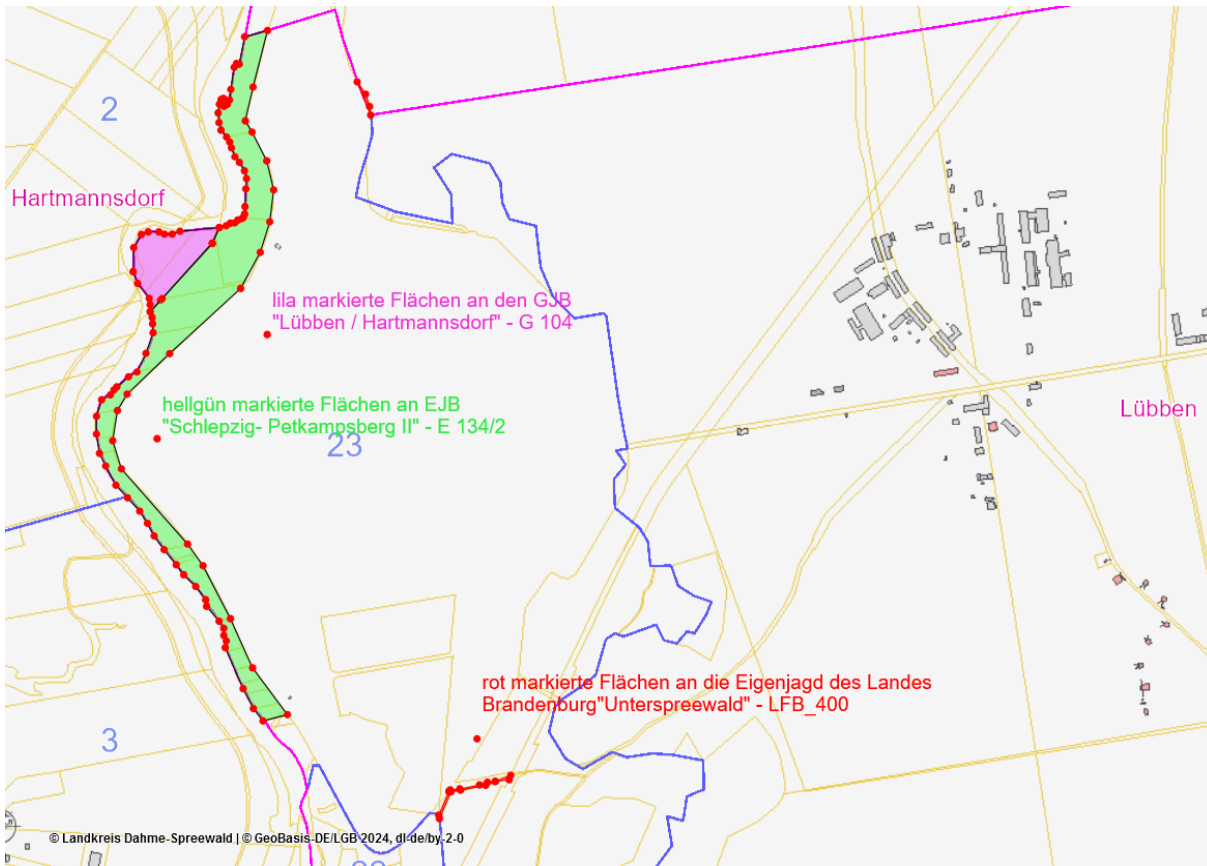 2
Hartmannsdorf
lila markierte Flächen an den GJB
"Lübben / Hartmannsdorf" - G 104
hellgün markierte Flächen an EJB
"Schlepzig- Petkampsberg II" - E 134/2
23
Lübben
rot markierte Flächen an die Eigenjagd des Landes
Brandenburg"Unterspreewald" - LFB_400
3
© Landkreis Dahme-Spreewald | © GeoBasis-DE/LGB 2024, dl-de/by-2-0